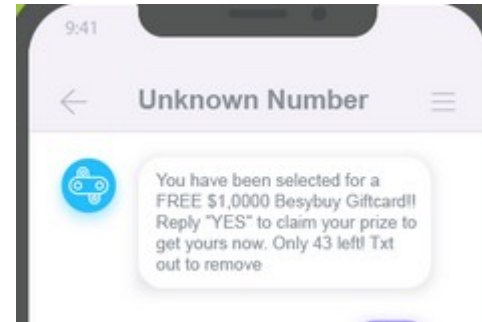 9:41
Unknown Number
You have been selected for a
FREE $1,0000 Besybuy Giftcard!!
Reply "YES" to claim your prize to
get yours now. Only 43 left! Txt
out to remove